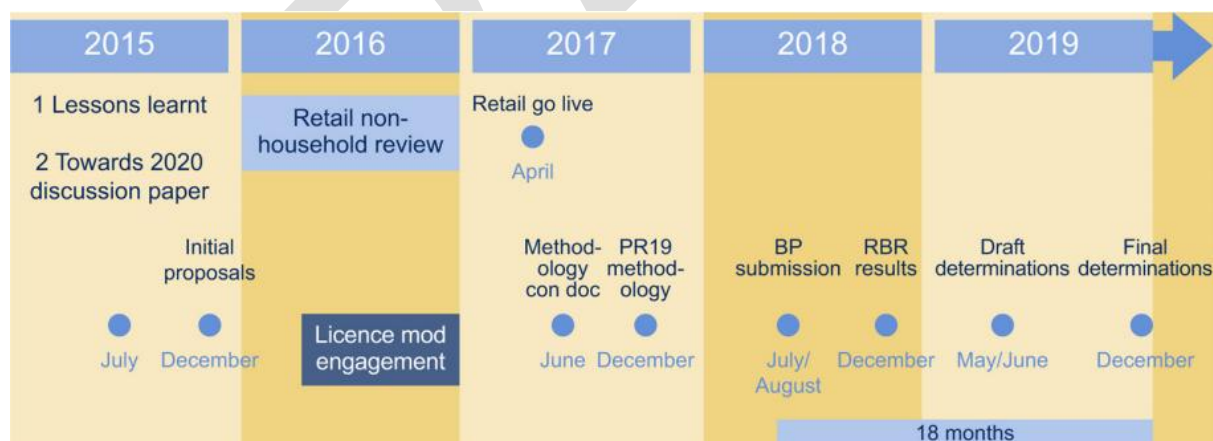 2015
2016
2017
2018
2019
1 Lessons learnt
2 Towards 2020
discussion paper
Retail non-
household review
Retail go live
April
Initial
proposals
July
December
Licence mod
engagement
Method-
ology
con doc
June
PR19
method-
ology
December
BP
submission
July/
August
RBR
results
December
Draft
determinations
May/June
Final
determinations
December
18 months